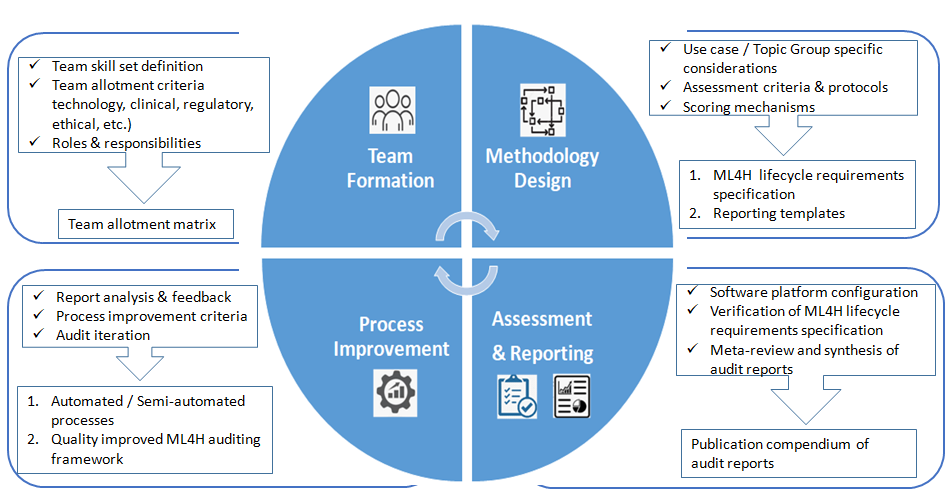 Team skill set definition
Team allotment criteria
technology, clinical, regulatory,
ethical, etc.)
Roles & responsibilities
Team allotment matrix
Team
Formation
Methodology
Design
Use case / Topic Group specific
considerations
Assessment criteria & protocols
Scoring mechanisms
1. ML4H lifecycle requirements
specification
2. Reporting templates
Report analysis & feedback
Process improvement criteria
Audit iteration
1. Automated / Semi-automated
processes
2. Quality improved ML4H auditing
framework
Process
Improvement
Assessment
& Reporting
Software platform configuration
Verification of ML4H lifecycle
requirements specification
Meta-review and synthesis of
audit reports
Publication compendium of
audit reports